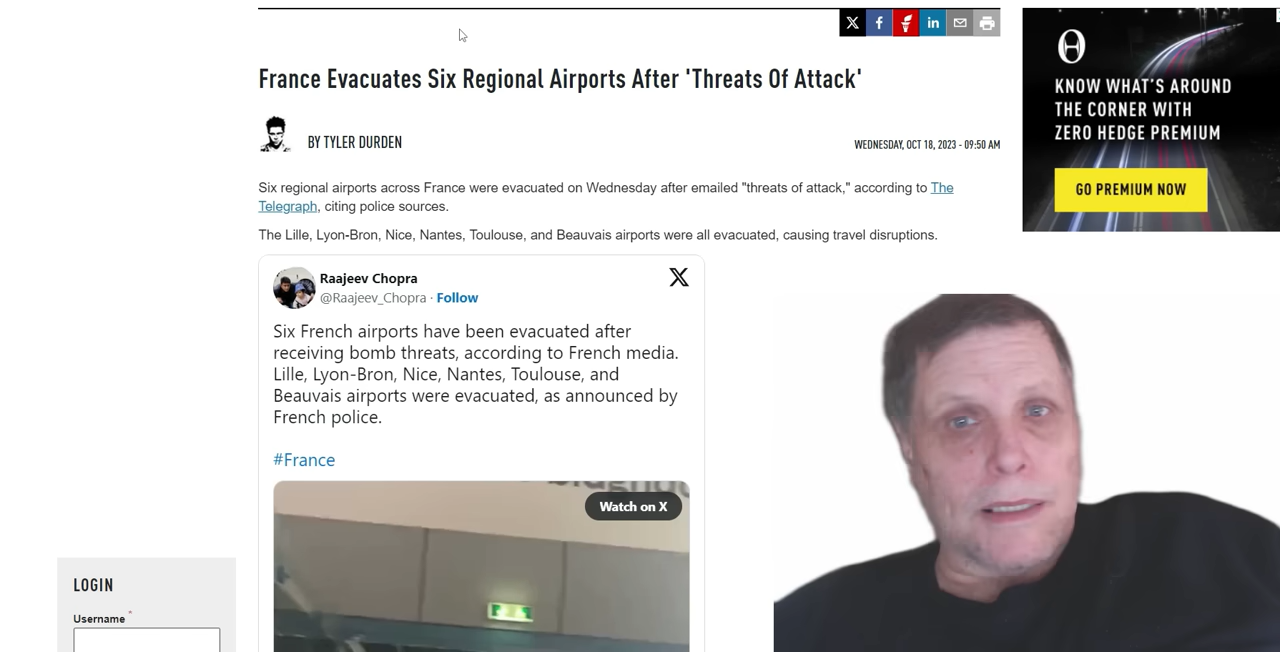 X f in
France Evacuates Six Regional Airports After 'Threats Of Attack'
BY TYLER DURDEN
WEDNESDAY, OCT 18, 2023 - 09:50 AM
Six regional airports across France were evacuated on Wednesday after emailed "threats of attack," according to The
Telegraph, citing police sources.
The Lille, Lyon-Bron, Nice, Nantes, Toulouse, and Beauvais airports were all evacuated, causing travel disruptions.
Raajeev Chopra
@Raajeev_Chopra · Follow
X
Six French airports have been evacuated after
receiving bomb threats, according to French media.
Lille, Lyon-Bron, Nice, Nantes, Toulouse, and
Beauvais airports were evacuated, as announced by
French police.
#France
Watch on X
KNOW WHAT'S AROUND
THE CORNER WITH
ZERO HEDGE PREMIUM
GO PREMIUM NOW
LOGIN
Username *